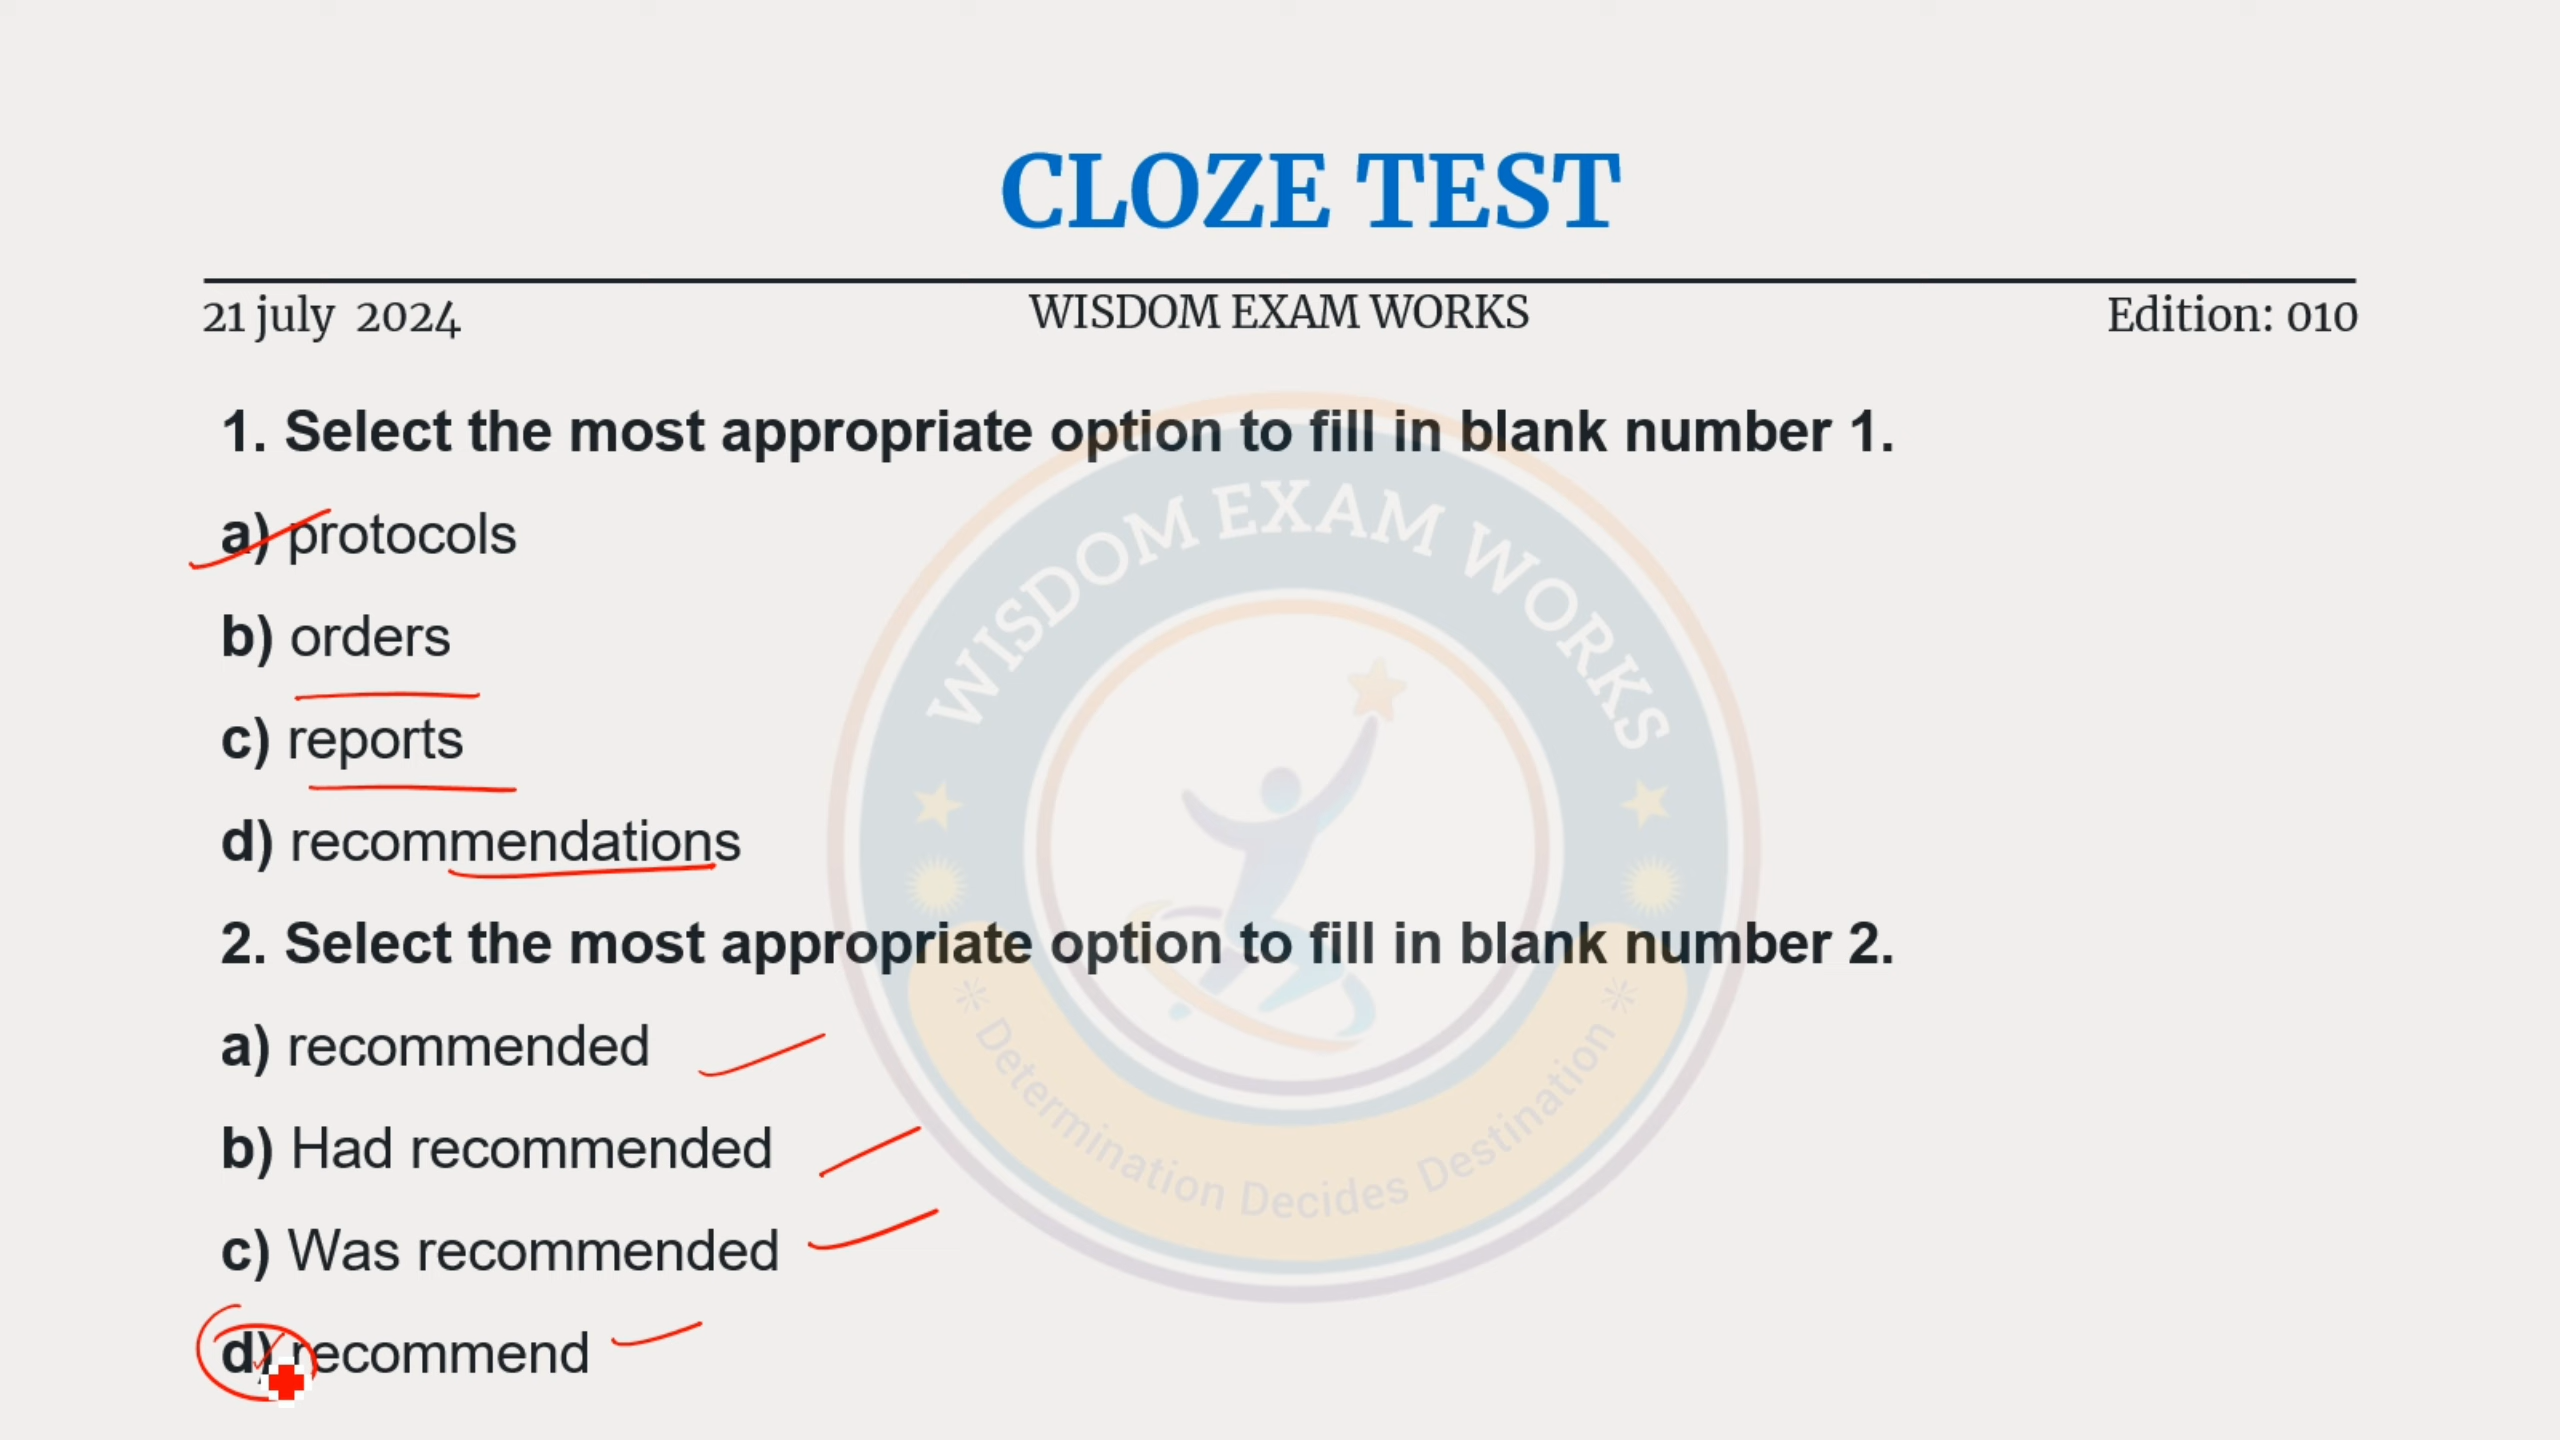 CLOZE TEST
21 july 2024
WISDOM EXAM WORKS
Edition: 010
1. Select the most appropriate option to fill in blank number 1.
a) protocols
b) orders
c) reports
d) recommendations
2. Select the most appropriate option to fill in blank number 2.
a) recommended
b) Had recommended
c) Was recommended
d) recommend
WISDOM EXAM WORKS
Determination Decides Destination